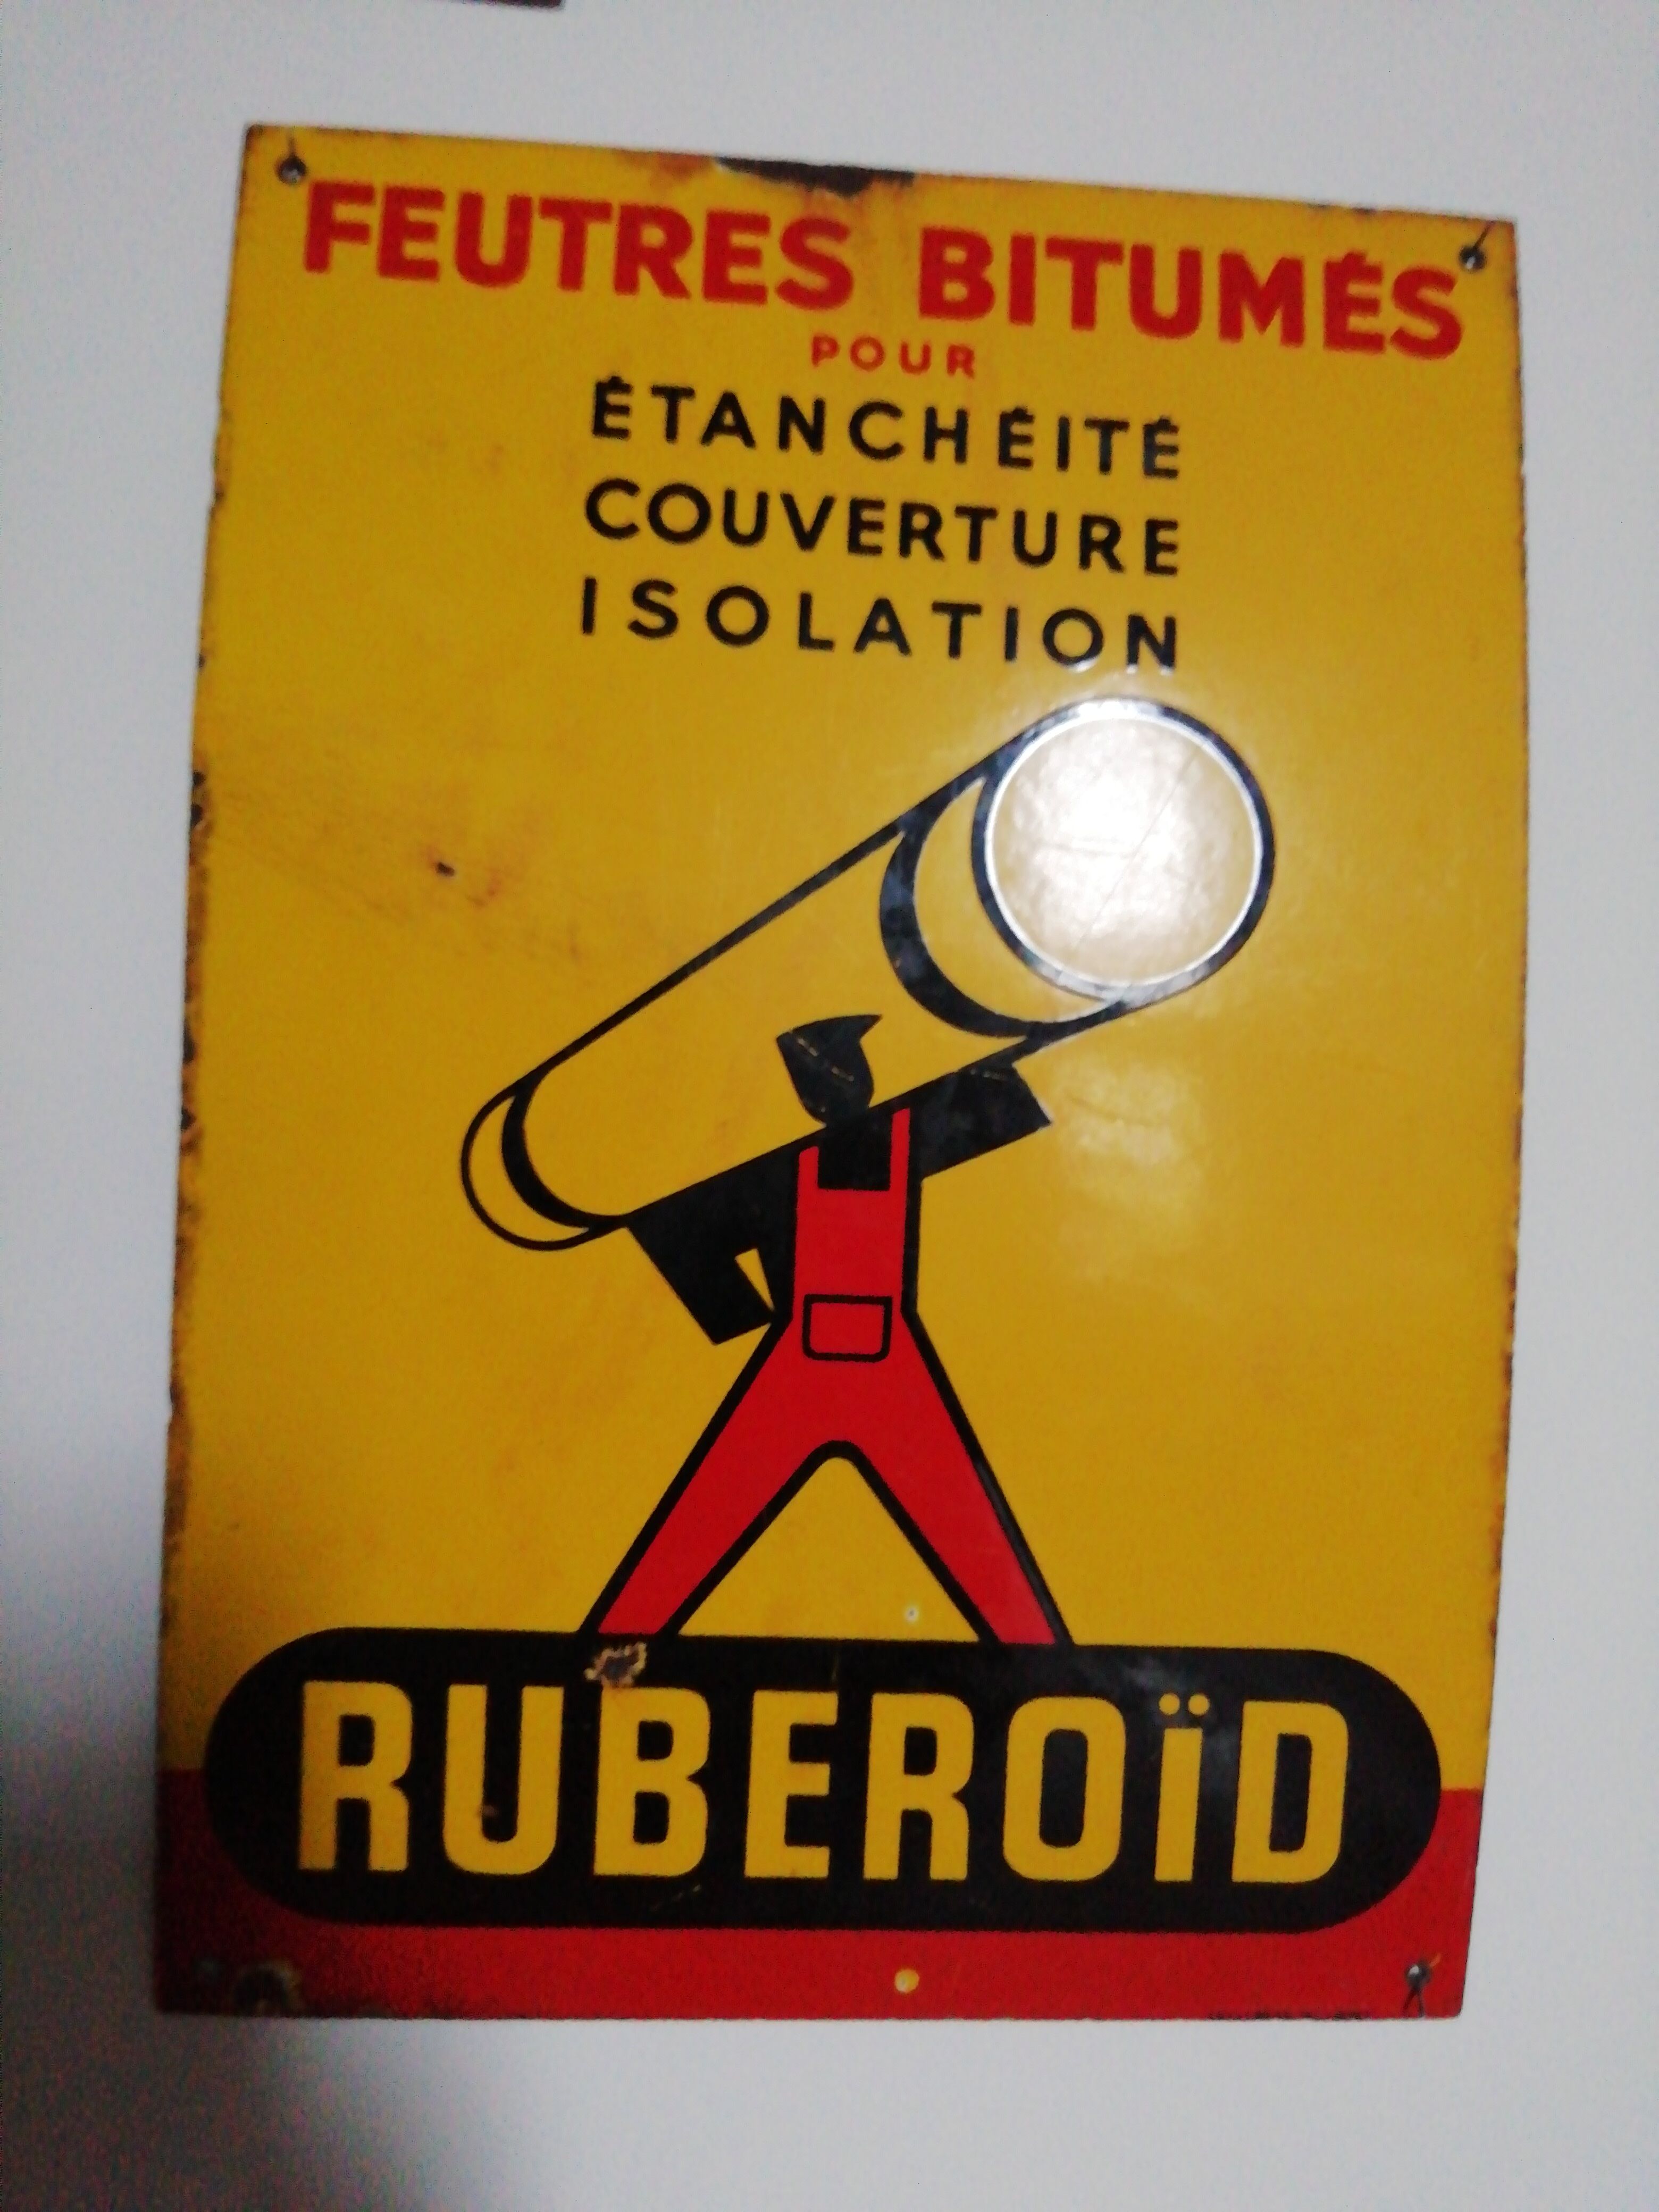 FEUTRES BITUMÉS
POUR
ÉTANCHÉITÉ
COUVERTURE
ISOLATION
RUBEROÏD